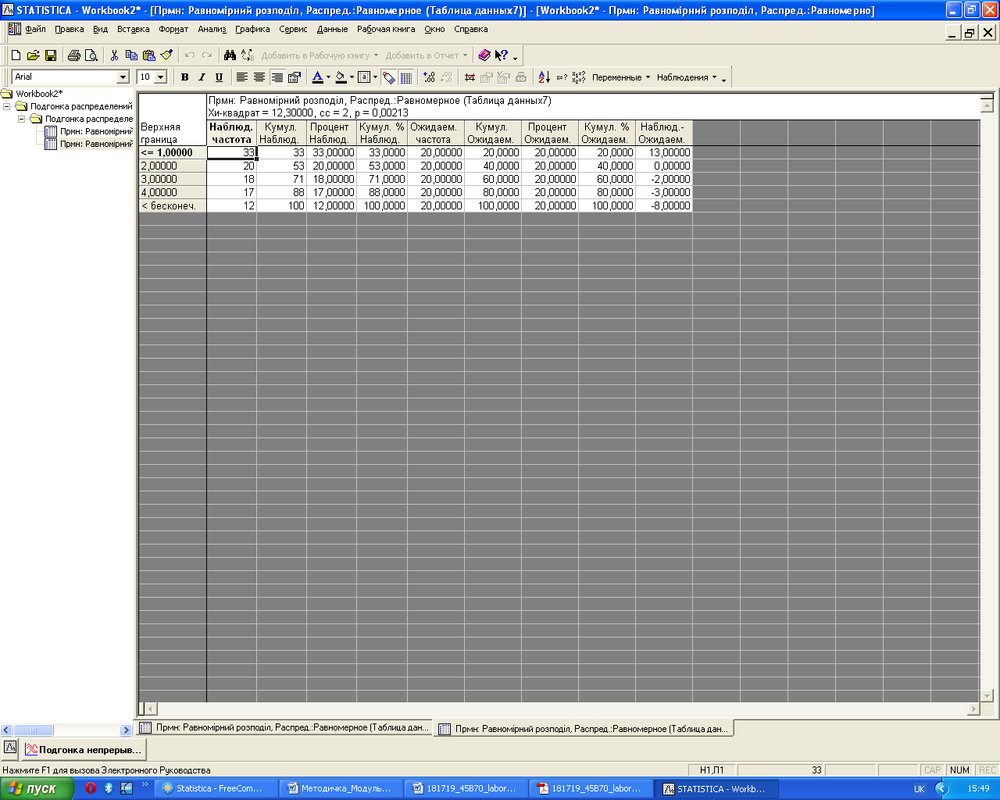 STATISTICA - Workbook2* - [Прмн: Равномірний розподіл, Распред.:Равномерное (Таблица данных7)] - [Workbook2* - Прмн: Равномірний розподіл, Распред.:Равномерно]
Файл Правка Вид Вставка Формат Анализ Графика Сервис Данные Рабочая книга Окно Справка
Добавить в Рабочую книгу Добавить в Отчет
Arial 10 B I U Переменные Наблюдения
Workbook2*
Подгонка распределений
Подгонка распределе
Прмн: Равномірний
Прмн: Равномірний
Прмн: Равномірний розподіл, Распред.:Равномерное (Таблица данных7)
Хи-квадрат = 12,30000, сс = 2, p = 0,00213
Верхняя граница Наблюд. частота Кумул. Наблюд. Процент Наблюд. Кумул. % Наблюд. Ожидаем. частота Кумул. Ожидаем. Процент Ожидаем. Кумул. % Ожидаем. Наблюд.- Ожидаем.
<= 1,00000 33 33 33,00000 33,0000 20,00000 20,0000 20,00000 20,0000 13,00000
2,00000 20 53 20,00000 53,0000 20,00000 40,0000 20,00000 40,0000 0,00000
3,00000 18 71 18,00000 71,0000 20,00000 60,0000 20,00000 60,0000 -2,00000
4,00000 17 88 17,00000 88,0000 20,00000 80,0000 20,00000 80,0000 -3,00000
< бесконеч. 12 100 12,00000 100,0000 20,00000 100,0000 20,00000 100,0000 -8,00000
Прмн: Равномірний розподіл, Распред.:Равномерное (Таблица дан...
Прмн: Равномірний розподіл, Распред.:Равномерное (Таблица дан...
Подгонка непрерыв...
Нажмите F1 для вызова Электронного Руководства Н1,П1 33 CAP NUM REC
пуск Statistica - FreeCom... Методичка_Модуль... 181719_45B70_labor... 181719_45B70_labor... STATISTICA - Workb... UK 15:49